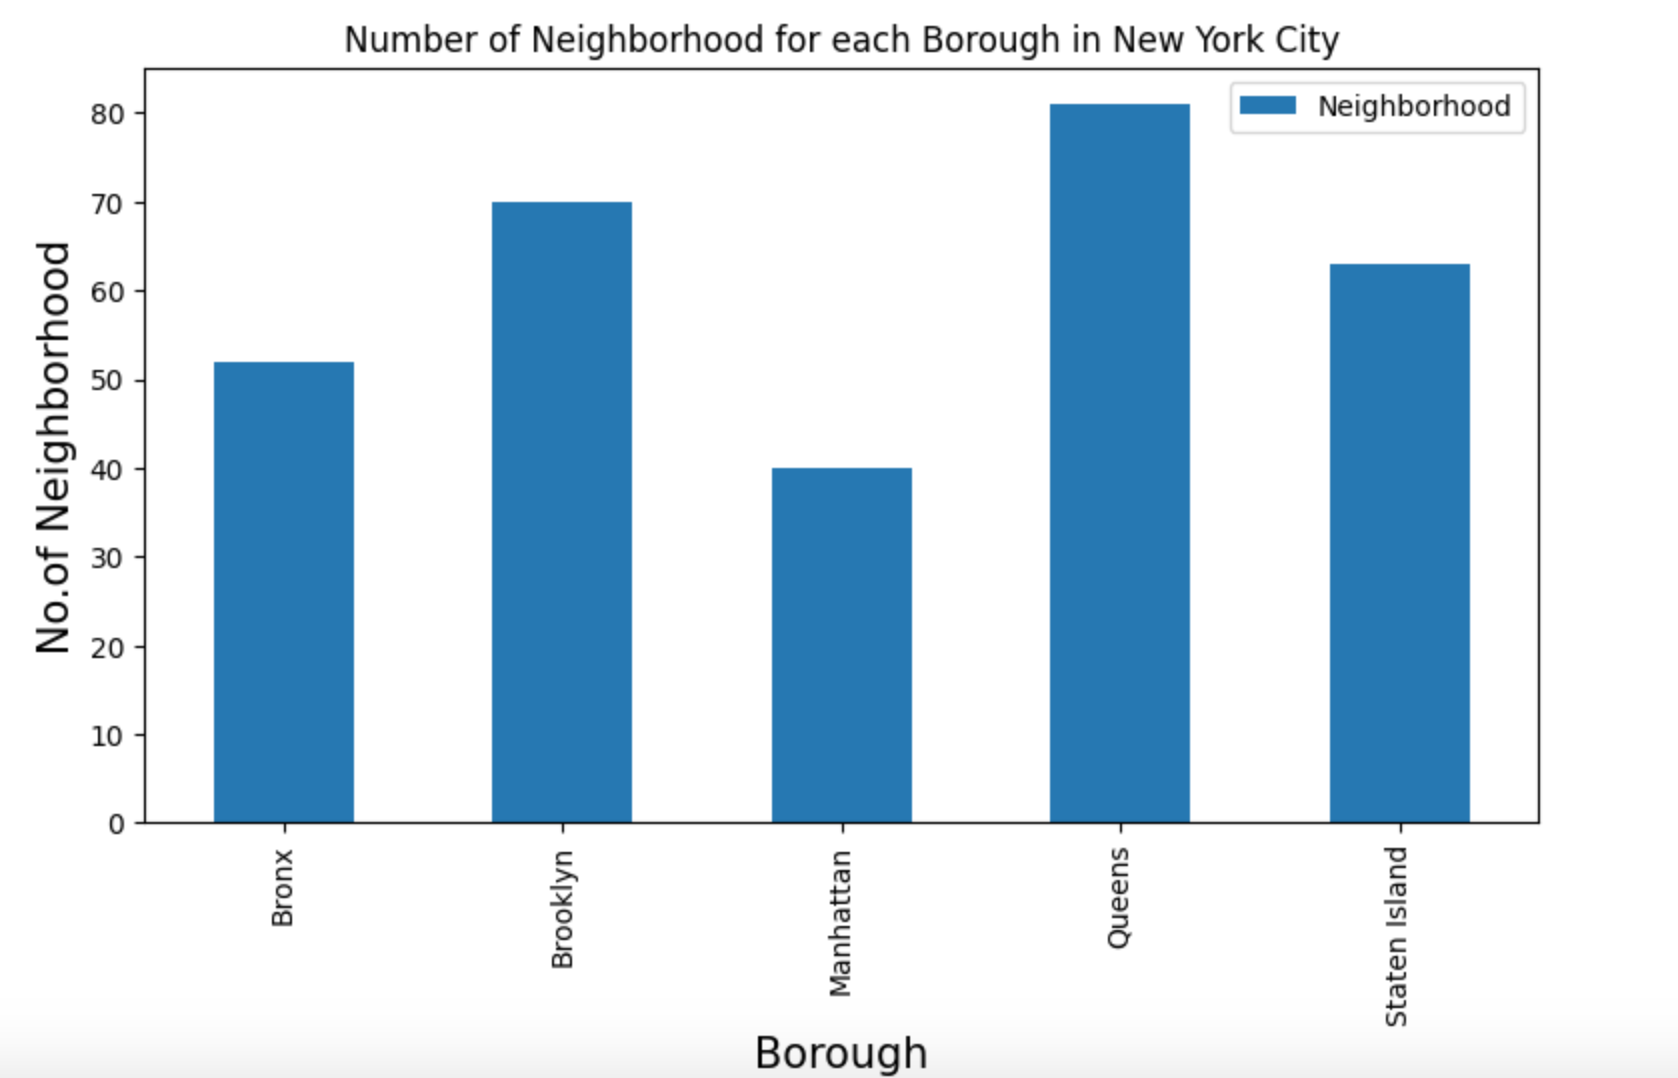 Number of Neighborhood for each Borough in New York City
Neighborhood
No.of Neighborhood
80
70
60
50
40
30
20
10
0
Bronx
Brooklyn
Manhattan
Queens
Staten Island
Borough